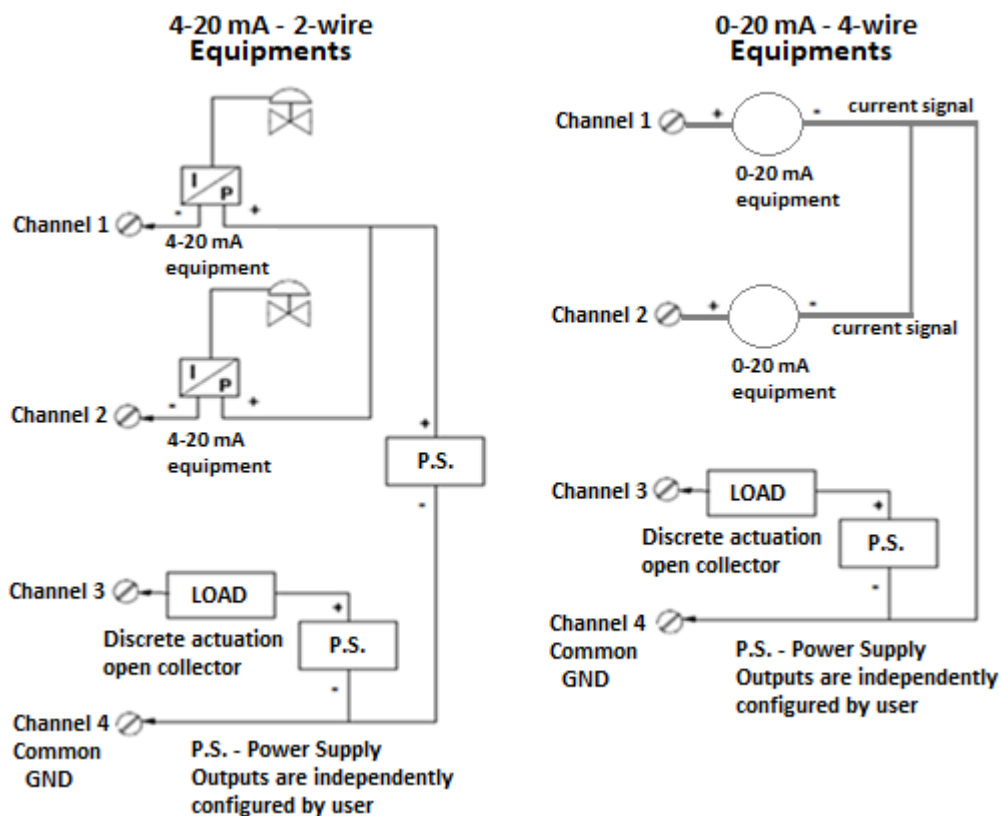 4-20 mA - 2-wire
Equipments
I
P
-
+
Channel 1
4-20 mA
equipment
I
P
-
+
Channel 2
4-20 mA
equipment
+
P.S.
-
Channel 3
LOAD
+
Discrete actuation
open collector
P.S.
-
Channel 4
Common
GND
P.S. - Power Supply
Outputs are independently
configured by user
0-20 mA - 4-wire
Equipments
Channel 1
+
-
current signal
0-20 mA
equipment
Channel 2
+
-
current signal
0-20 mA
equipment
Channel 3
LOAD
+
Discrete actuation
open collector
P.S.
-
Channel 4
Common
GND
P.S. - Power Supply
Outputs are independently
configured by user